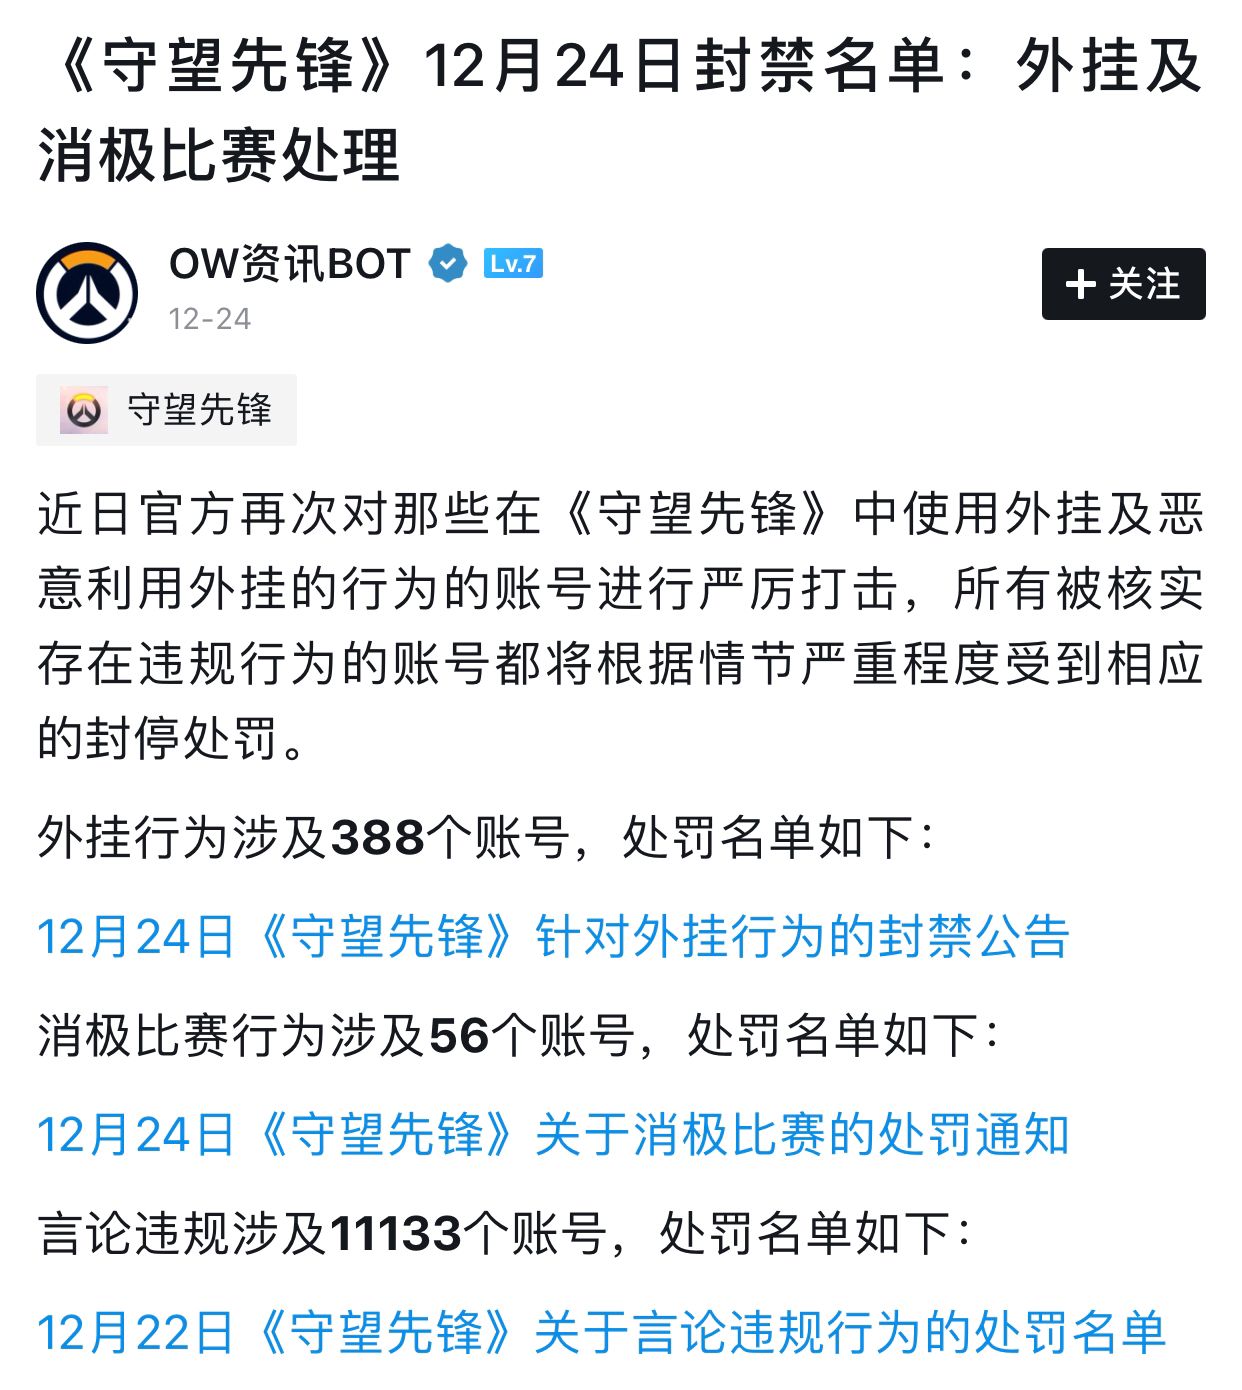 《守望先锋》12月24日封禁名单：外挂及
消极比赛处理
OW资讯BOT Lv.7
12-24
+ 关注
守望先锋
近日官方再次对那些在《守望先锋》中使用外挂及恶
意利用外挂的行为的账号进行严厉打击，所有被核实
存在违规行为的账号都将根据情节严重程度受到相应
的封停处罚。
外挂行为涉及388个账号，处罚名单如下：
12月24日《守望先锋》针对外挂行为的封禁公告
消极比赛行为涉及56个账号，处罚名单如下：
12月24日《守望先锋》关于消极比赛的处罚通知
言论违规涉及11133个账号，处罚名单如下：
12月22日《守望先锋》关于言论违规行为的处罚名单